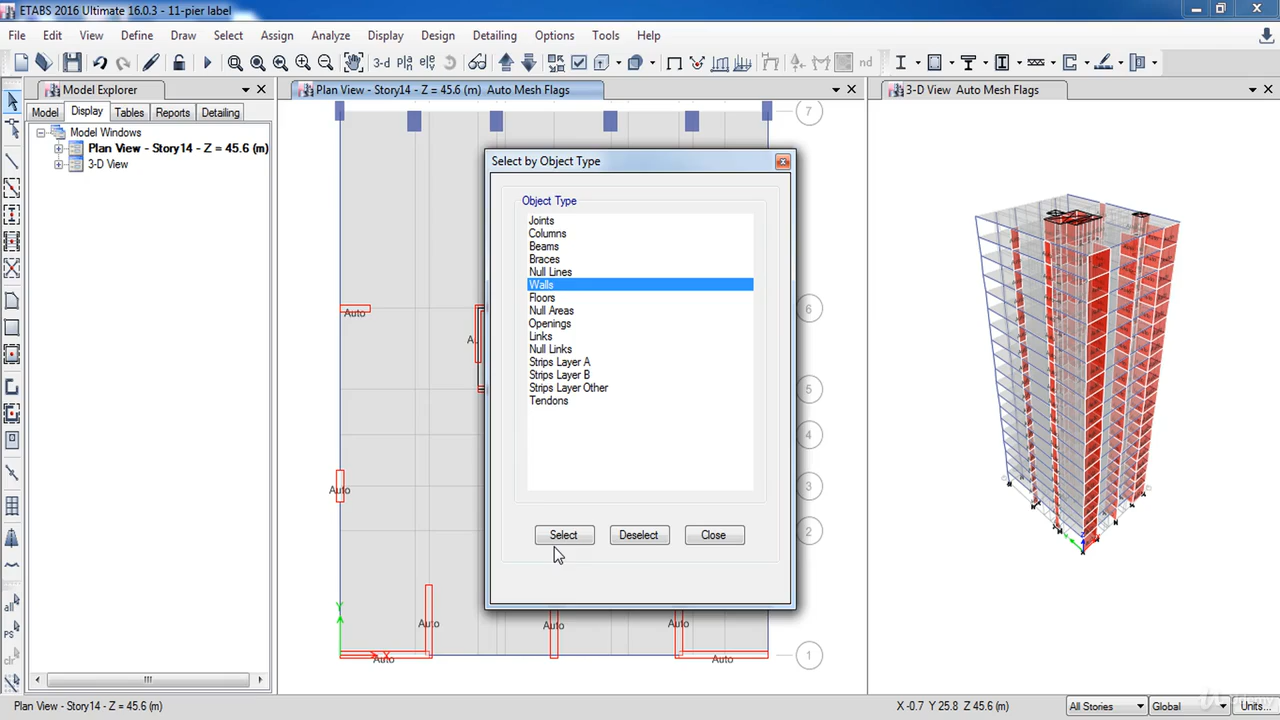 ETABS 2016 Ultimate 16.0.3 - 11-pier label
File Edit View Define Draw Select Assign Analyze Display Design Detailing Options Tools Help
3-d
nd
Model Explorer
Model Display Tables Reports Detailing
Model Windows
Plan View - Story14 - Z = 45.6 (m)
3-D View
all
PS
clr
Plan View - Story14 - Z = 45.6 (m) Auto Mesh Flags
7
6
5
4
3
2
1
Auto
Auto
Auto
Auto
Auto
Auto
Auto
Y
X
Select by Object Type
Object Type
Joints
Columns
Beams
Braces
Null Lines
Walls
Floors
Null Areas
Openings
Links
Null Links
Strips Layer A
Strips Layer B
Strips Layer Other
Tendons
Select Deselect Close
3-D View Auto Mesh Flags
Plan View - Story14 - Z = 45.6 (m)
X -0.7 Y 25.8 Z 45.6 (m)
All Stories
Global
Units...